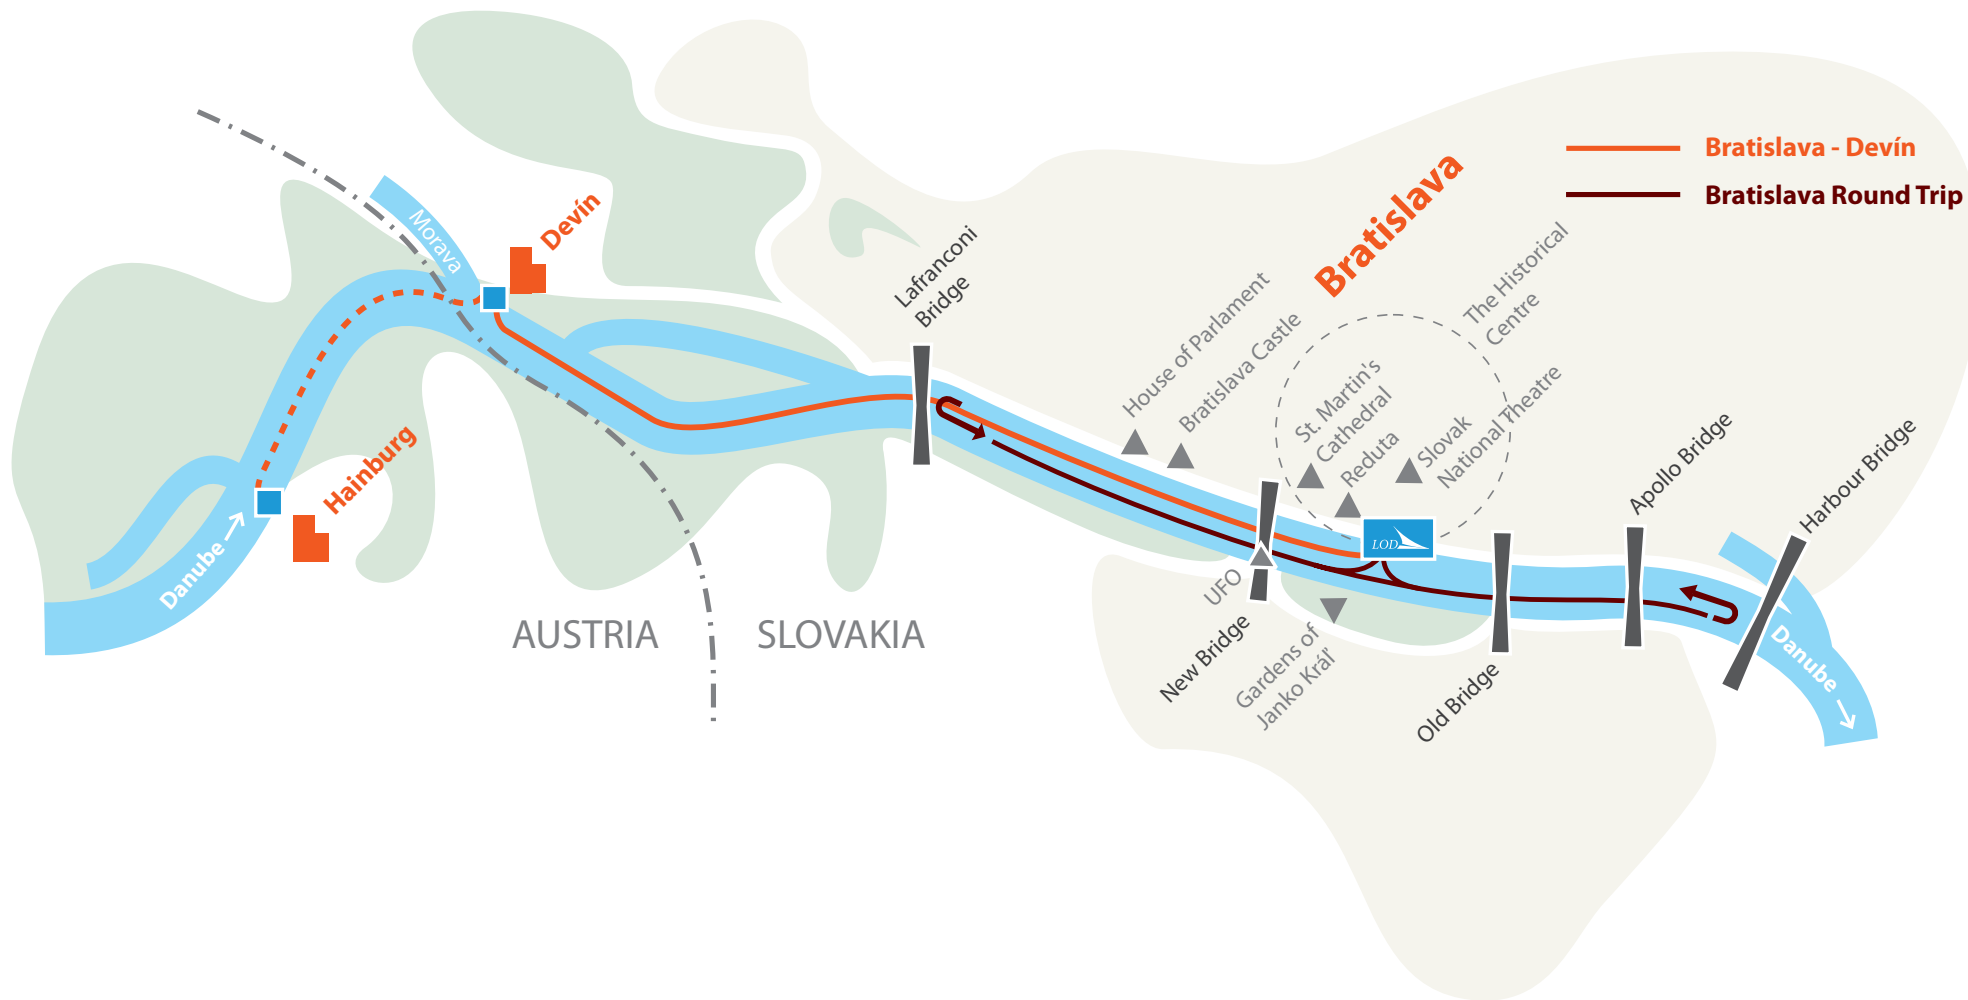 Bratislava - Devín
Bratislava Round Trip
Bratislava
Devín
Morava
Hainburg
Danube
AUSTRIA
SLOVAKIA
Lafranconi
Bridge
House of Parlament
Bratislava Castle
The Historical
Centre
St. Martin's
Cathedral
Reduta
Slovak
National Theatre
LOD
UFO
New Bridge
Gardens of
Janko Kráľ
Old Bridge
Apollo Bridge
Harbour Bridge
Danube